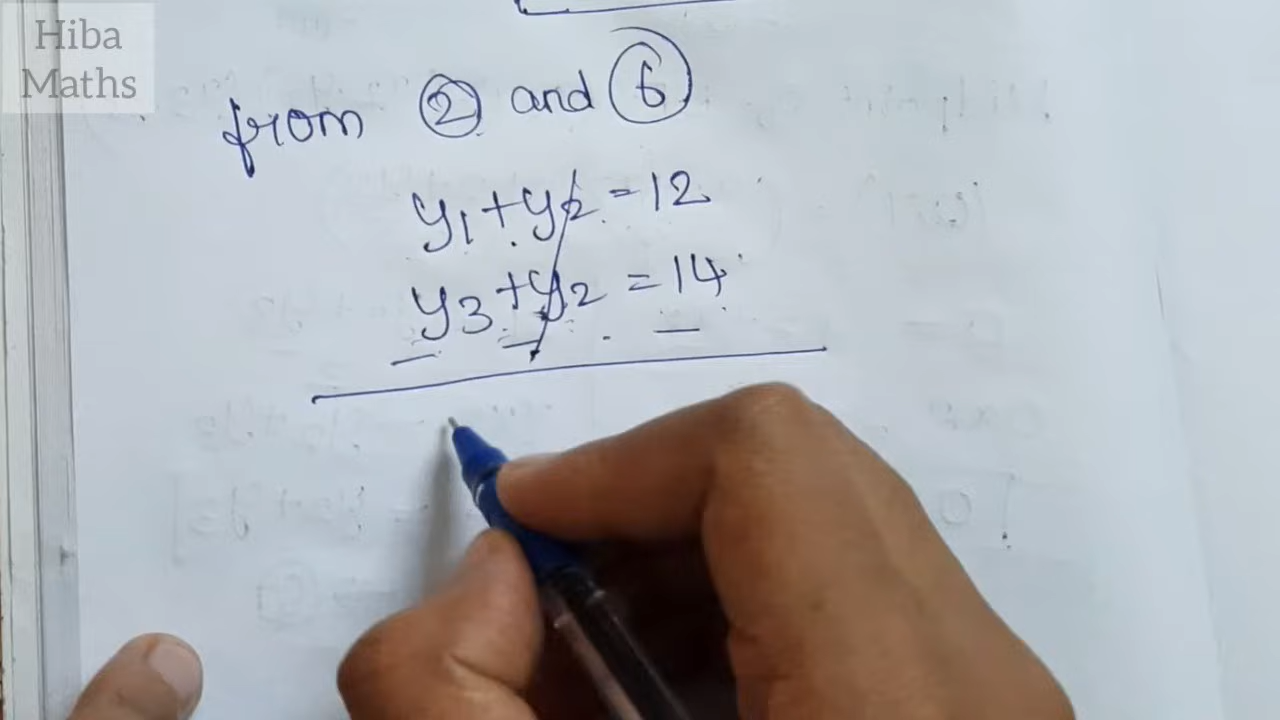 Hiba
Maths
from ② and ⑥
y₁ + y₂ = 12
y₃ + y₂ = 14
— — —